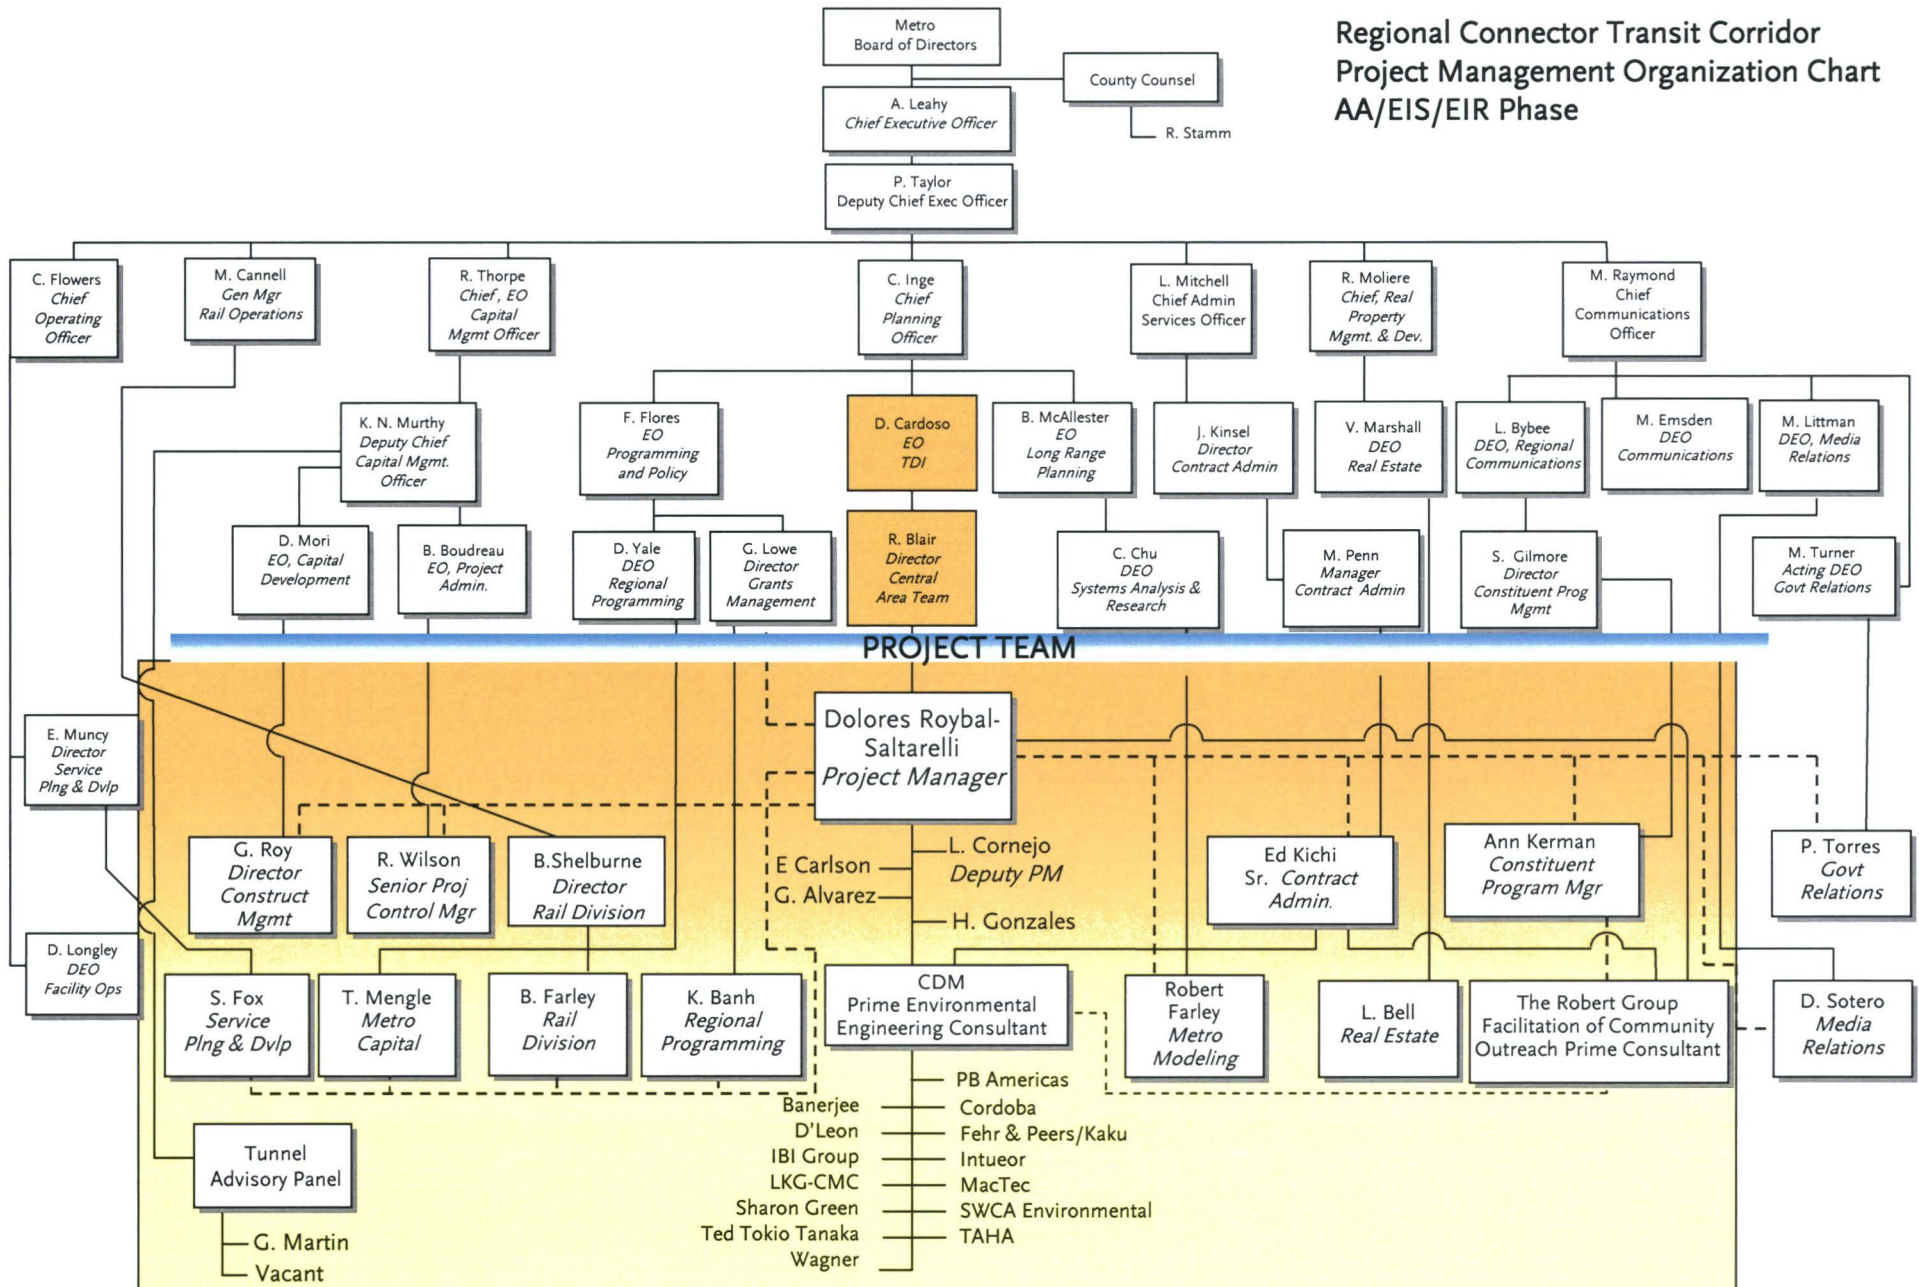 Regional Connector Transit Corridor
Project Management Organization Chart
AA/EIS/EIR Phase
Metro
Board of Directors
County Counsel
R. Stamm
A. Leahy
Chief Executive Officer
P. Taylor
Deputy Chief Exec Officer
C. Flowers
Chief
Operating
Officer
M. Cannell
Gen Mgr
Rail Operations
R. Thorpe
Chief, EO
Capital
Mgmt Officer
C. Inge
Chief
Planning
Officer
L. Mitchell
Chief Admin
Services Officer
R. Moliere
Chief, Real
Property
Mgmt. & Dev.
M. Raymond
Chief
Communications
Officer
K. N. Murthy
Deputy Chief
Capital Mgmt.
Officer
F. Flores
EO
Programming
and Policy
D. Cardoso
EO
TDI
B. McAllester
EO
Long Range
Planning
J. Kinsel
Director
Contract Admin
V. Marshall
DEO
Real Estate
L. Bybee
DEO, Regional
Communications
M. Emsden
DEO
Communications
M. Littman
DEO, Media
Relations
D. Mori
EO, Capital
Development
B. Boudreau
EO, Project
Admin.
D. Yale
DEO
Regional
Programming
G. Lowe
Director
Grants
Management
R. Blair
Director
Central
Area Team
C. Chu
DEO
Systems Analysis &
Research
M. Penn
Manager
Contract Admin
S. Gilmore
Director
Constituent Prog
Mgmt
M. Turner
Acting DEO
Govt Relations
PROJECT TEAM
E. Muncy
Director
Service
Plng & Dvlp
Dolores Roybal-
Saltarelli
Project Manager
G. Roy
Director
Construct
Mgmt
R. Wilson
Senior Proj
Control Mgr
B.Shelburne
Director
Rail Division
E Carlson
G. Alvarez
L. Cornejo
Deputy PM
H. Gonzales
Ed Kichi
Sr. Contract
Admin.
Ann Kerman
Constituent
Program Mgr
P. Torres
Govt
Relations
D. Longley
DEO
Facility Ops
S. Fox
Service
Plng & Dvlp
T. Mengle
Metro
Capital
B. Farley
Rail
Division
K. Banh
Regional
Programming
CDM
Prime Environmental
Engineering Consultant
Robert
Farley
Metro
Modeling
L. Bell
Real Estate
The Robert Group
Facilitation of Community
Outreach Prime Consultant
D. Sotero
Media
Relations
Tunnel
Advisory Panel
G. Martin
Vacant
Banerjee
D'Leon
IBI Group
LKG-CMC
Sharon Green
Ted Tokio Tanaka
Wagner
PB Americas
Cordoba
Fehr & Peers/Kaku
Intueor
MacTec
SWCA Environmental
TAHA